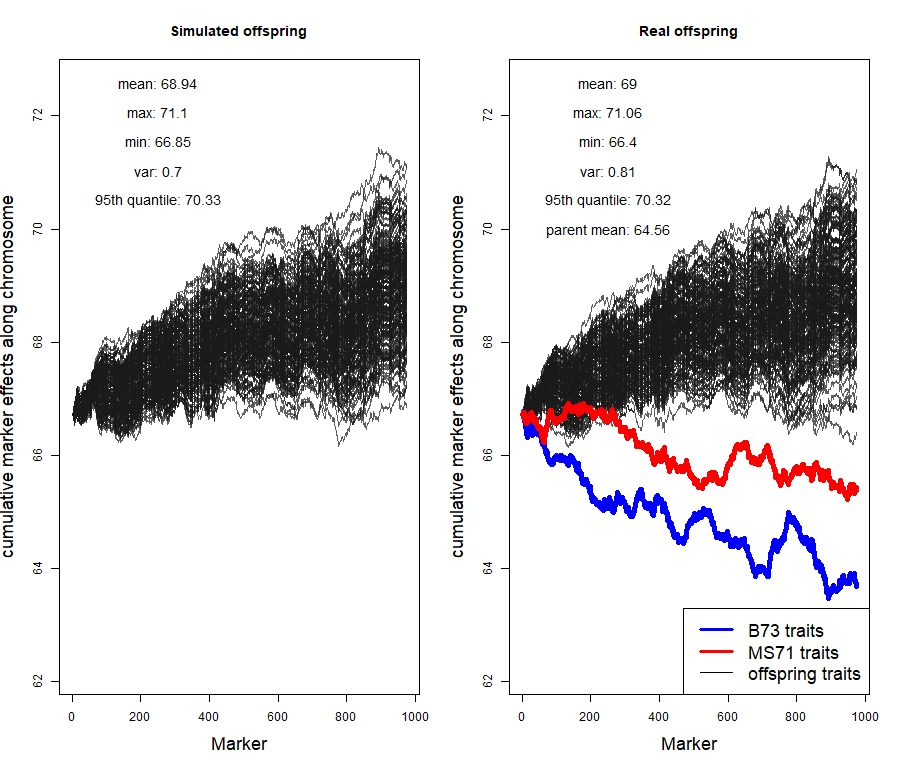 Simulated offspring
mean: 68.94
max: 71.1
min: 66.85
var: 0.7
95th quantile: 70.33
cumulative marker effects along chromosome
72
70
68
66
64
62
0 200 400 600 800 1000
Marker
Real offspring
mean: 69
max: 71.06
min: 66.4
var: 0.81
95th quantile: 70.32
parent mean: 64.56
cumulative marker effects along chromosome
72
70
68
66
64
62
B73 traits
MS71 traits
offspring traits
0 200 400 600 800 1000
Marker